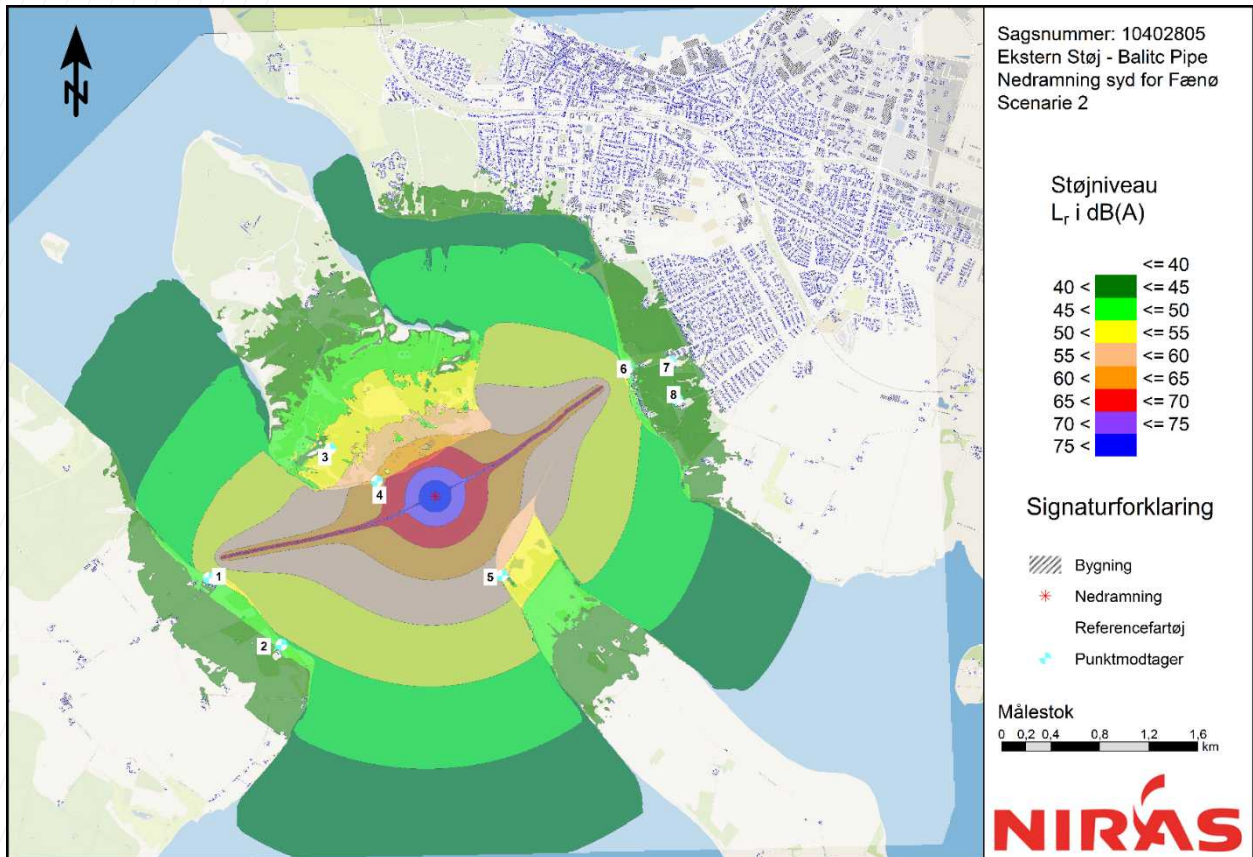 N
Sagsnummer: 10402805
Ekstern Støj - Balitc Pipe
Nedramning syd for Fænø
Scenarie 2
Støjniveau
Lr i dB(A)
<= 40
40 < <= 45
45 < <= 50
50 < <= 55
55 < <= 60
60 < <= 65
65 < <= 70
70 < <= 75
75 <
Signaturforklaring
Bygning
Nedramning
Referencefartøj
Punktmodtager
Målestok
0 0,2 0,4 0,8 1,2 1,6
km
NIRAS
6
7
8
3
4
5
1
2